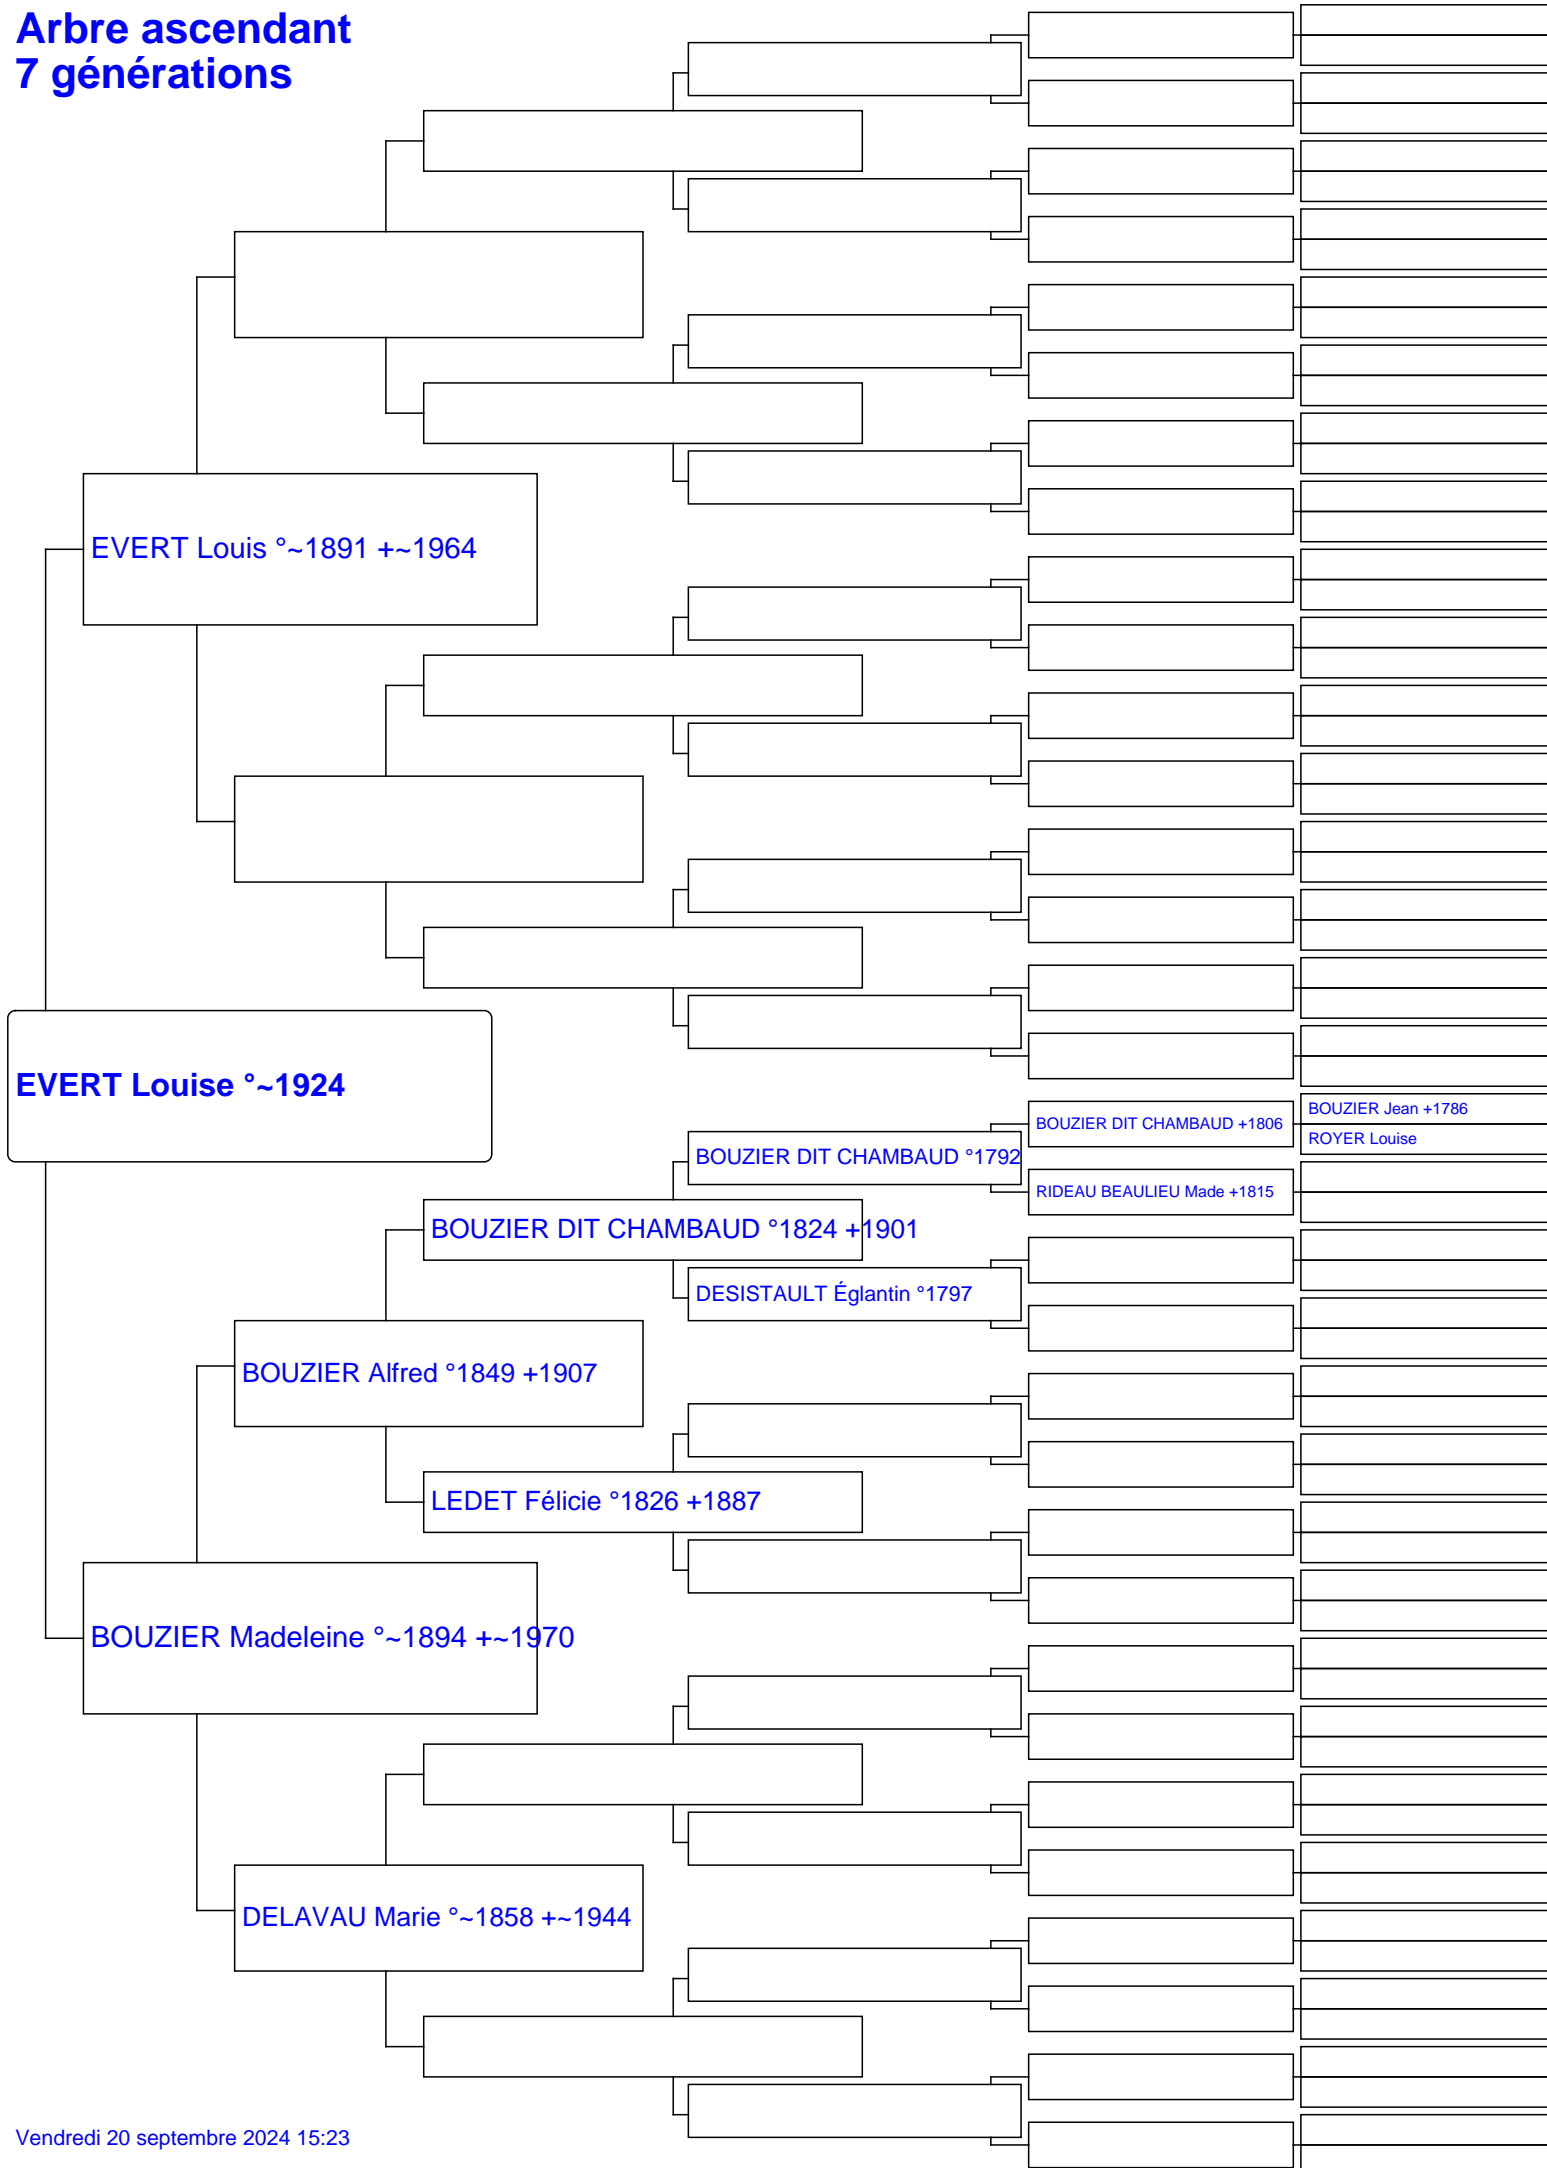 Arbre ascendant
7 générations
EVERT Louis °~1891 +~1964
EVERT Louise °~1924
BOUZIER DIT CHAMBAUD +1806
BOUZIER Jean +1786
ROYER Louise
BOUZIER DIT CHAMBAUD °1792
RIDEAU BEAULIEU Made +1815
BOUZIER DIT CHAMBAUD °1824 +1901
DESISTAULT Églantin °1797
BOUZIER Alfred °1849 +1907
LEDET Félicie °1826 +1887
BOUZIER Madeleine °~1894 +~1970
DELAVAU Marie °~1858 +~1944
Vendredi 20 septembre 2024 15:23